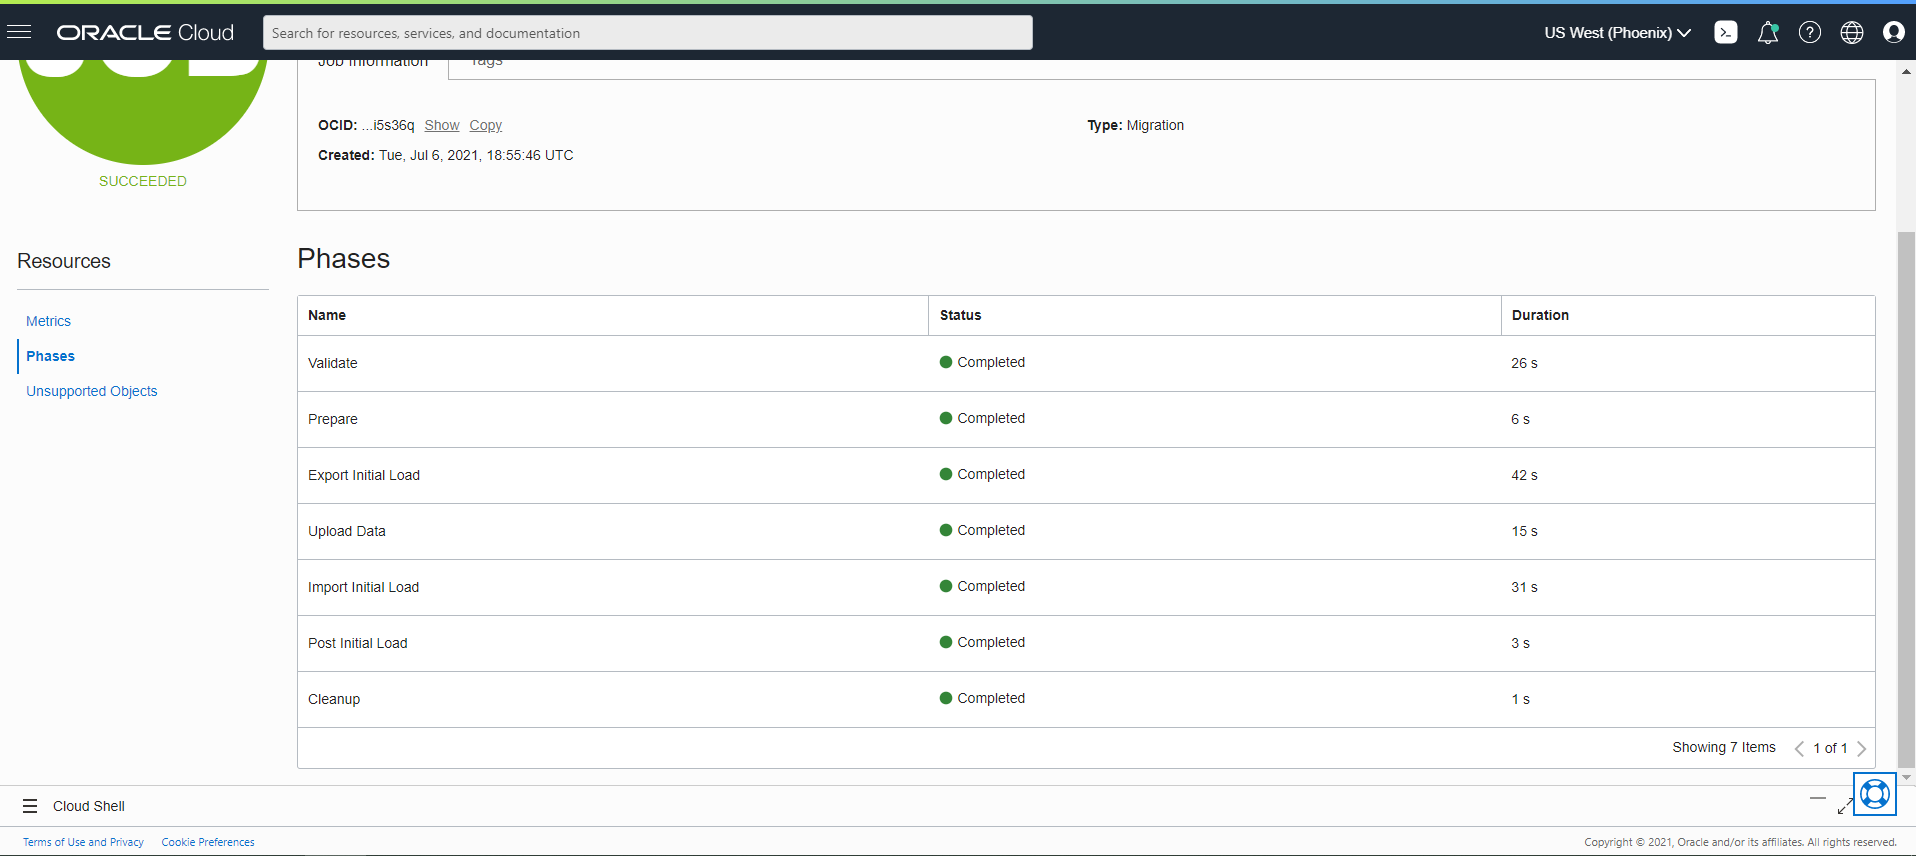 ORACLE Cloud
Search for resources, services, and documentation
US West (Phoenix)
Job Information
Tags
SUCCEEDED
OCID: ...i5s36q Show Copy
Type: Migration
Created: Tue, Jul 6, 2021, 18:55:46 UTC
Resources
Metrics
Phases
Unsupported Objects
Phases
Name Status Duration
Validate Completed 26 s
Prepare Completed 6 s
Export Initial Load Completed 42 s
Upload Data Completed 15 s
Import Initial Load Completed 31 s
Post Initial Load Completed 3 s
Cleanup Completed 1 s
Showing 7 Items 1 of 1
Cloud Shell
Terms of Use and Privacy Cookie Preferences
Copyright © 2021, Oracle and/or its affiliates. All rights reserved.